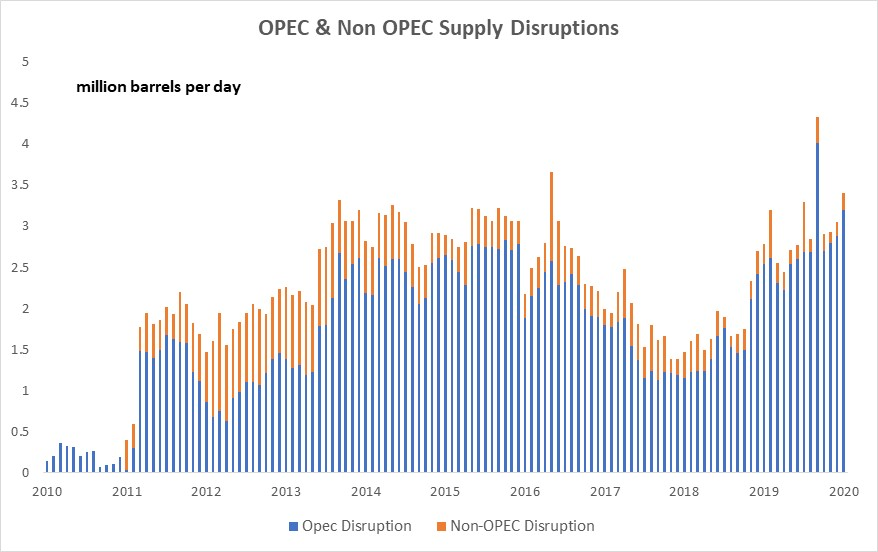 OPEC & Non OPEC Supply Disruptions
million barrels per day
5
4.5
4
3.5
3
2.5
2
1.5
1
0.5
0
2010 2011 2012 2013 2014 2015 2016 2017 2018 2019 2020
Opec Disruption Non-OPEC Disruption